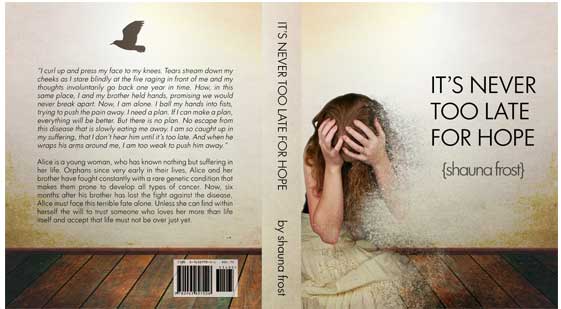 "I curl up and press my face to my knees. Tears stream down my
cheeks as I stare blindly at the fire raging in front of me and my
thoughts involuntarily go back one year in time. How, in this
same place, I and my brother held hands, promising we would
never break apart. Now, I am alone. I ball my hands into fists,
trying to push the pain away. I need a plan. If I can make a plan,
everything will be better. But there is no plan. No escape from
this disease that is slowly eating me away. I am so caught up in
my suffering, that I don't hear him until it's too late. And when he
wraps his arms around me, I am too weak to push him away."
Alice is a young woman, who has known nothing but suffering in
her life. Orphans since very early in their lives, Alice and her
brother have fought constantly with a rare genetic condition that
makes them prone to develop all types of cancer. Now, six
months after his brother has lost the fight against the disease,
Alice must face this terrible fate alone. Unless she can find within
herself the will to trust someone who loves her more than life
itself and accept that life must not be over just yet.
IT'S NEVER TOO LATE FOR HOPE
by shauna frost
IT'S NEVER
TOO LATE
FOR HOPE
{shauna frost}